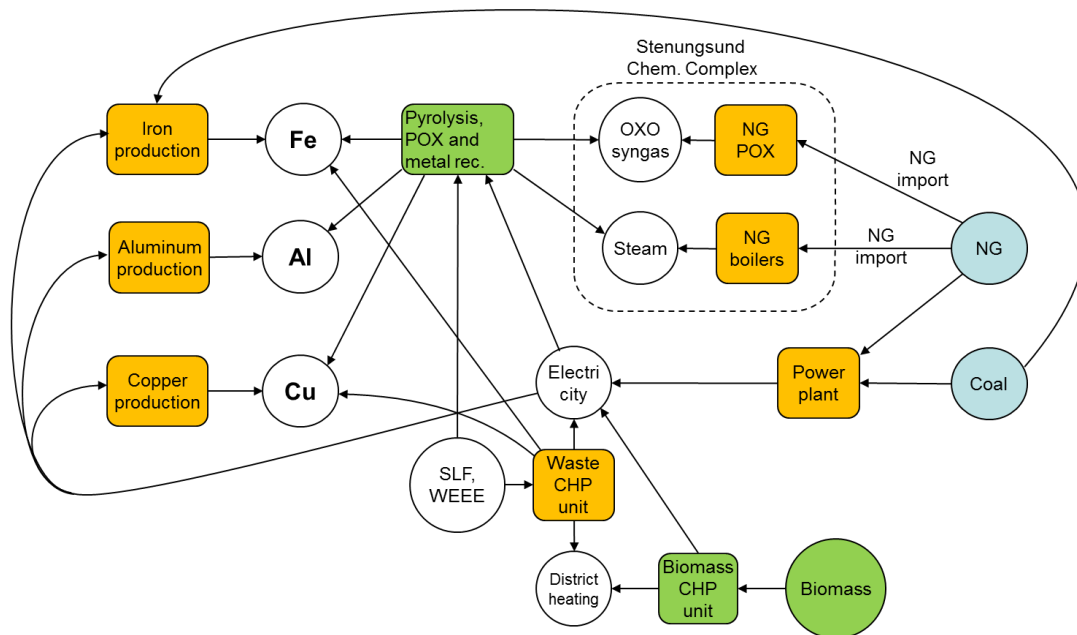 Stenungsund
Chem. Complex
Iron
production
Fe
Pyrolysis,
POX and
metal rec.
OXO
syngas
NG
POX
NG
import
Aluminum
production
Al
Steam
NG
boilers
NG
import
NG
Copper
production
Cu
Electri
city
Power
plant
Coal
SLF,
WEEE
Waste
CHP
unit
District
heating
Biomass
CHP
unit
Biomass